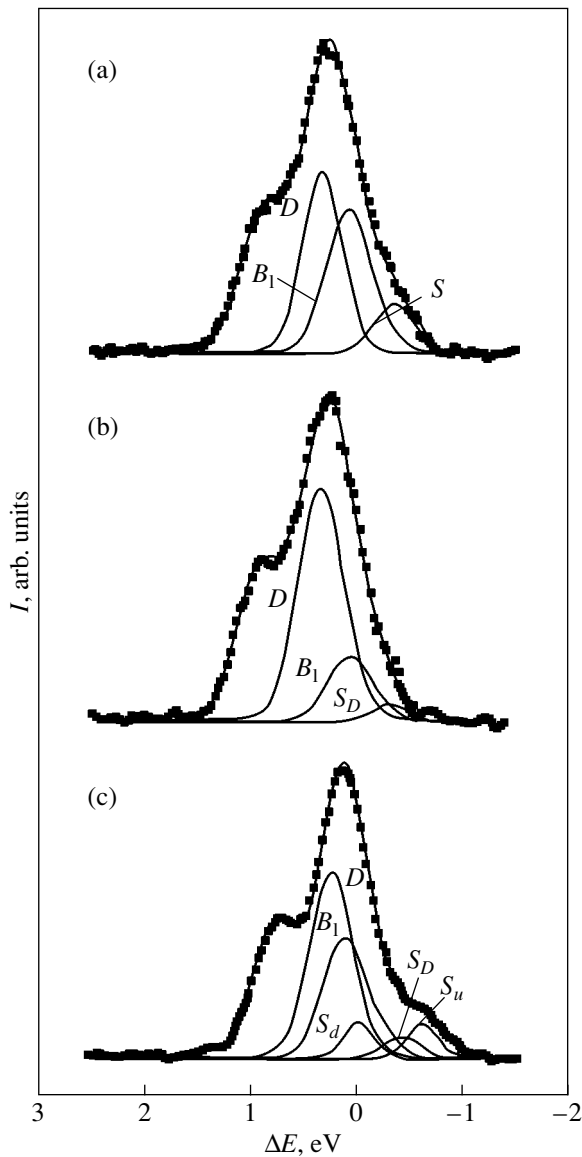 (a)
D
B1
S
(b)
D
B1
SD
(c)
D
B1
SD
Su
Sd
I, arb. units
3 2 1 0 −1 −2
ΔE, eV